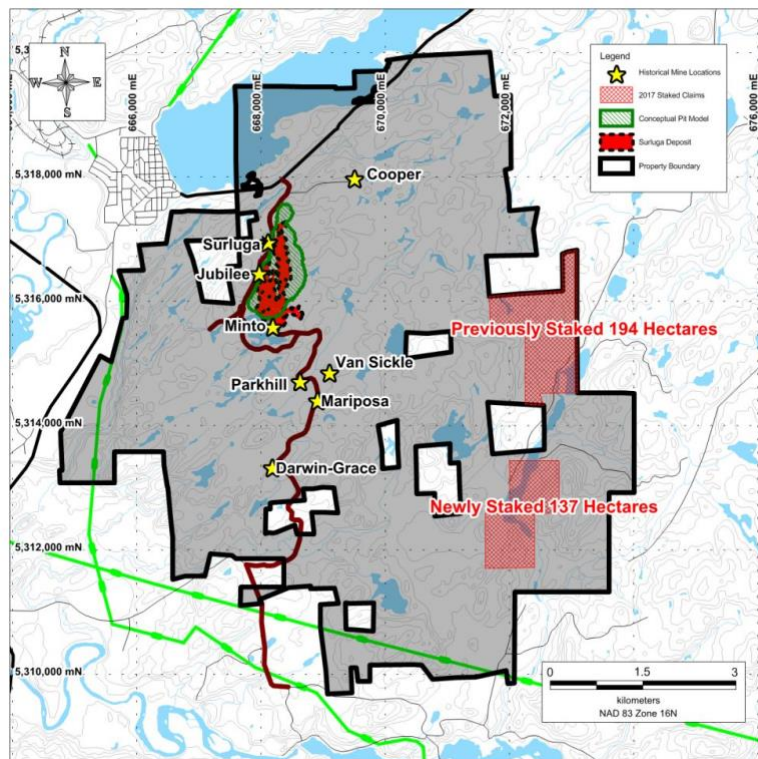 666,000 mE
668,000 mE
670,000 mE
672,000 mE
676,000 mE
N
W E
S
Legend
Historical Mine Locations
2017 Staked Claims
Conceptual Pit Model
Surluga Deposit
Property Boundary
5,318,000 mN
Cooper
Surluga
Jubilee
5,316,000 mN
Minto
Previously Staked 194 Hectares
Van Sickle
Parkhill
Mariposa
5,314,000 mN
Darwin-Grace
Newly Staked 137 Hectares
5,312,000 mN
5,310,000 mN
0 1.5 3
kilometers
NAD 83 Zone 16N